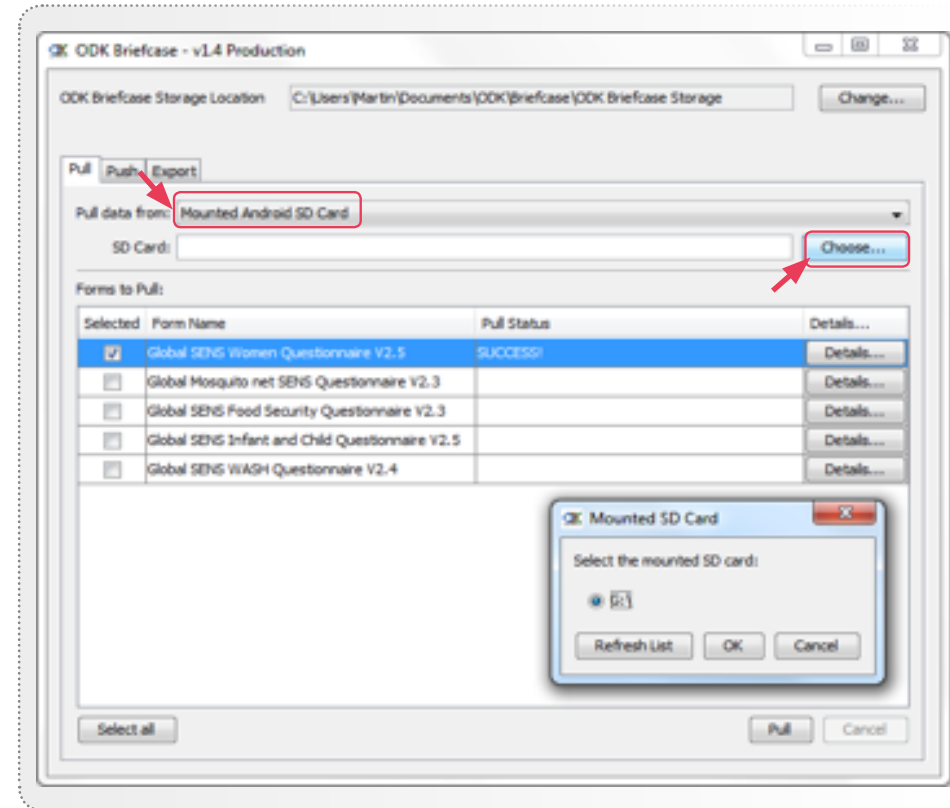 ODK Briefcase - v1.4 Production
ODK Briefcase Storage Location C:\Users\Martin\Documents\ODK\Briefcase\ODK Briefcase Storage Change...
Pull Push Export
Pull data from: Mounted Android SD Card
SD Card: Choose...
Forms to Pull:
Selected Form Name Pull Status Details...
Global SENS Women Questionnaire V2.5 SUCCESS! Details...
Global Mosquito net SENS Questionnaire V2.3 Details...
Global SENS Food Security Questionnaire V2.3 Details...
Global SENS Infant and Child Questionnaire V2.5 Details...
Global SENS WASH Questionnaire V2.4 Details...
Mounted SD Card
Select the mounted SD card:
G:\
Refresh List OK Cancel
Select all Pull Cancel